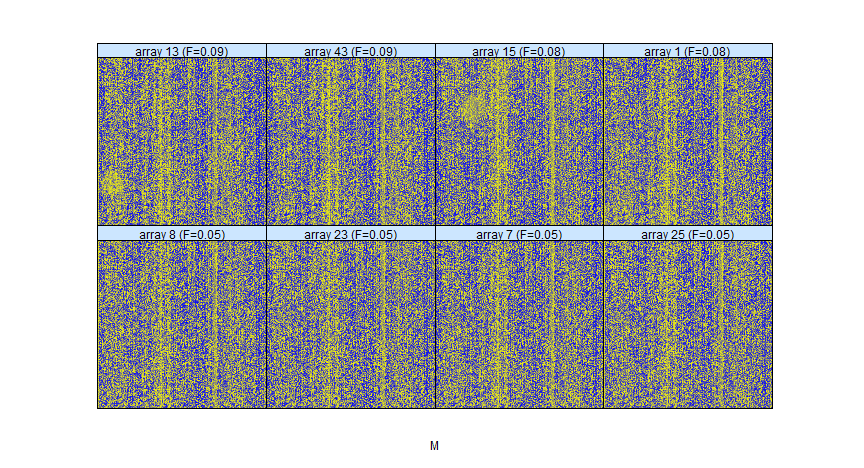 array 13 (F=0.09) array 43 (F=0.09) array 15 (F=0.08) array 1 (F=0.08)
array 8 (F=0.05) array 23 (F=0.05) array 7 (F=0.05) array 25 (F=0.05)
M